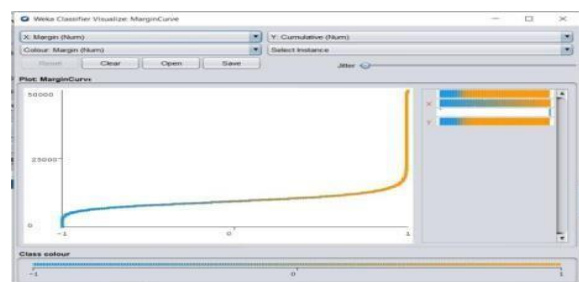 Weka Classifier Visualize: MarginCurve
X: Margin (Num) Y: Cumulative (Num)
Colour: Margin (Num) Select Instance
Reset Clear Open Save Jitter
Plot: MarginCurve
50000
25000
0
-1 0 1
X
Y
Class colour
-1 0 1